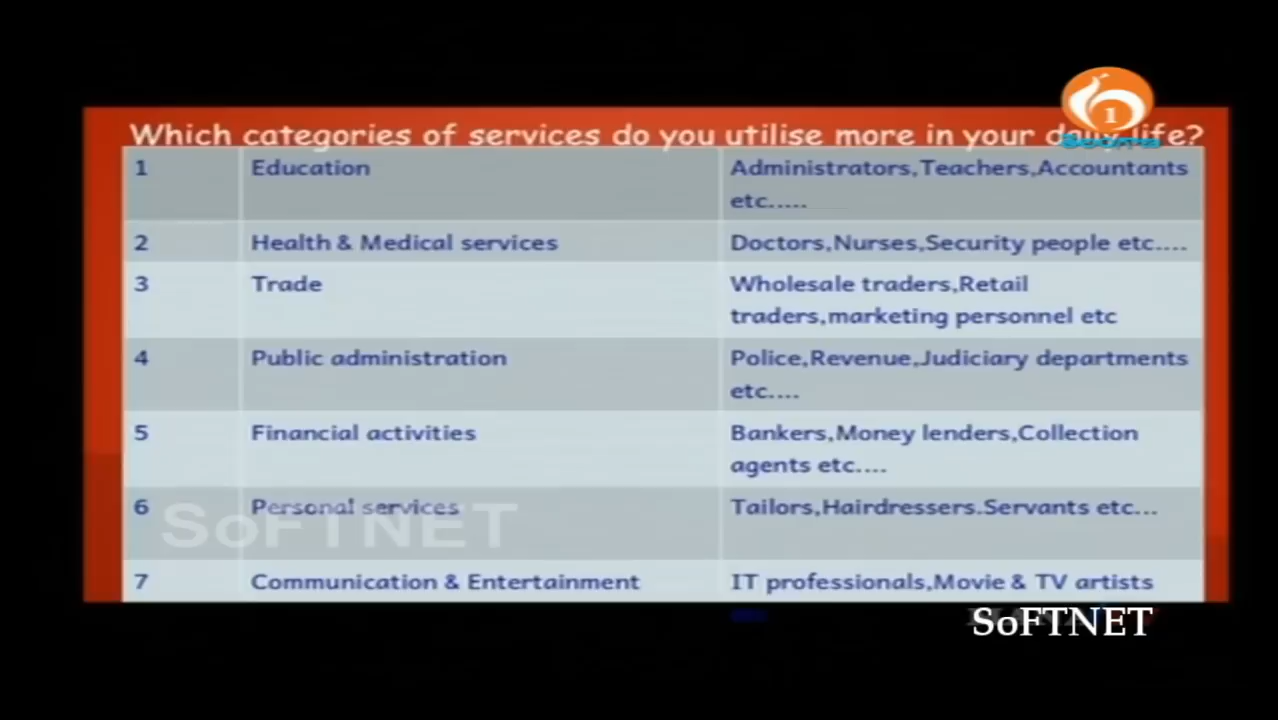 Which categories of services do you utilise more in your daily life?
1 Education Administrators,Teachers,Accountants
etc.....
2 Health & Medical services Doctors,Nurses,Security people etc....
3 Trade Wholesale traders,Retail
traders,marketing personnel etc
4 Public administration Police,Revenue,Judiciary departments
etc....
5 Financial activities Bankers,Money lenders,Collection
agents etc....
6 Personal services Tailors,Hairdressers.Servants etc...
7 Communication & Entertainment IT professionals,Movie & TV artists
1
SoFTNET
SoFTNET